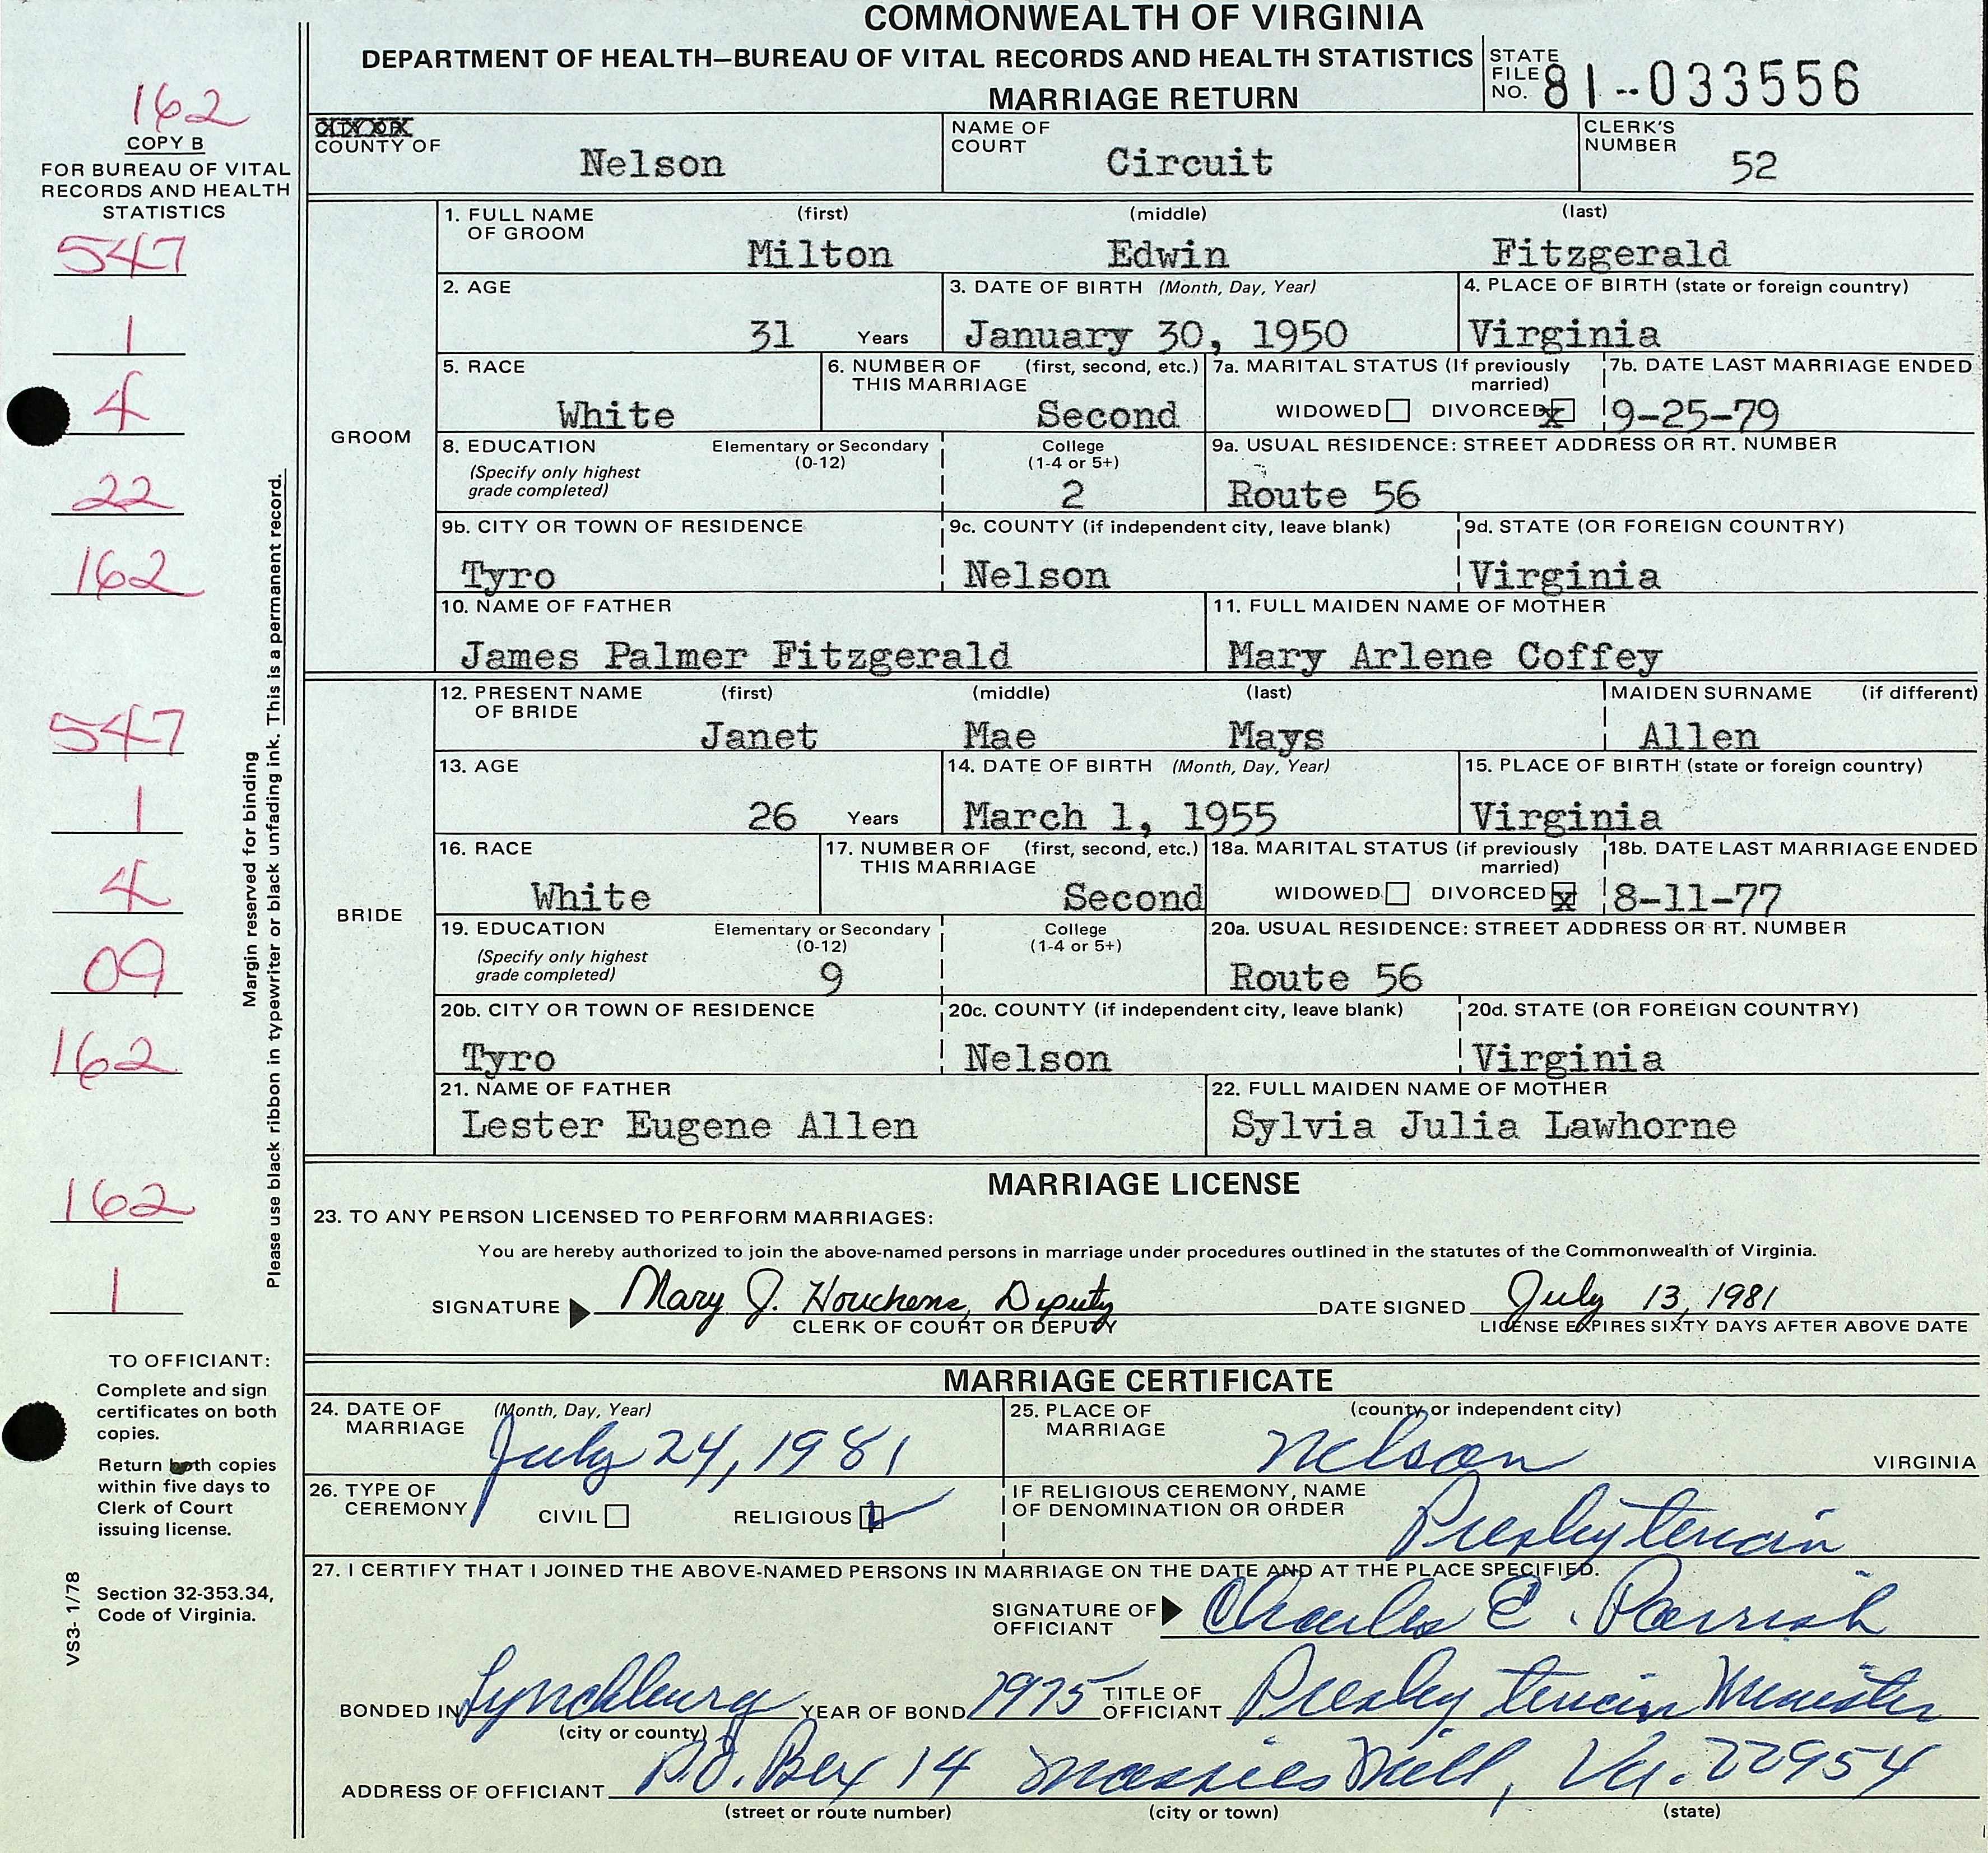 COMMONWEALTH OF VIRGINIA
DEPARTMENT OF HEALTH—BUREAU OF VITAL RECORDS AND HEALTH STATISTICS
MARRIAGE RETURN
STATE FILE NO. 81-033556
162
COPY B
FOR BUREAU OF VITAL
RECORDS AND HEALTH
STATISTICS
547
1
4
22
162
547
1
4
09
162
162
1
Margin reserved for binding
Please use black ribbon in typewriter or black unfading ink. This is a permanent record.
TO OFFICIANT:
Complete and sign
certificates on both
copies.
Return both copies
within five days to
Clerk of Court
issuing license.
Section 32-353.34,
Code of Virginia.
VS3- 1/78
CITY OR
COUNTY OF Nelson
NAME OF COURT Circuit
CLERK'S NUMBER 52
GROOM
1. FULL NAME OF GROOM (first) (middle) (last)
Milton Edwin Fitzgerald
2. AGE 31 Years
3. DATE OF BIRTH (Month, Day, Year) January 30, 1950
4. PLACE OF BIRTH (state or foreign country) Virginia
5. RACE White
6. NUMBER OF THIS MARRIAGE (first, second, etc.) Second
7a. MARITAL STATUS (If previously married) WIDOWED DIVORCED x
7b. DATE LAST MARRIAGE ENDED 9-25-79
8. EDUCATION (Specify only highest grade completed) Elementary or Secondary (0-12) College (1-4 or 5+) 2
9a. USUAL RESIDENCE: STREET ADDRESS OR RT. NUMBER Route 56
9b. CITY OR TOWN OF RESIDENCE Tyro
9c. COUNTY (if independent city, leave blank) Nelson
9d. STATE (OR FOREIGN COUNTRY) Virginia
10. NAME OF FATHER James Palmer Fitzgerald
11. FULL MAIDEN NAME OF MOTHER Mary Arlene Coffey
BRIDE
12. PRESENT NAME OF BRIDE (first) (middle) (last) MAIDEN SURNAME (if different)
Janet Mae Mays Allen
13. AGE 26 Years
14. DATE OF BIRTH (Month, Day, Year) March 1, 1955
15. PLACE OF BIRTH (state or foreign country) Virginia
16. RACE White
17. NUMBER OF THIS MARRIAGE (first, second, etc.) Second
18a. MARITAL STATUS (if previously married) WIDOWED DIVORCED x
18b. DATE LAST MARRIAGE ENDED 8-11-77
19. EDUCATION (Specify only highest grade completed) Elementary or Secondary (0-12) 9 College (1-4 or 5+)
20a. USUAL RESIDENCE: STREET ADDRESS OR RT. NUMBER Route 56
20b. CITY OR TOWN OF RESIDENCE Tyro
20c. COUNTY (if independent city, leave blank) Nelson
20d. STATE (OR FOREIGN COUNTRY) Virginia
21. NAME OF FATHER Lester Eugene Allen
22. FULL MAIDEN NAME OF MOTHER Sylvia Julia Lawhorne
MARRIAGE LICENSE
23. TO ANY PERSON LICENSED TO PERFORM MARRIAGES:
You are hereby authorized to join the above-named persons in marriage under procedures outlined in the statutes of the Commonwealth of Virginia.
SIGNATURE Mary J. Houchens, Deputy DATE SIGNED July 13, 1981
CLERK OF COURT OR DEPUTY LICENSE EXPIRES SIXTY DAYS AFTER ABOVE DATE
MARRIAGE CERTIFICATE
24. DATE OF MARRIAGE (Month, Day, Year) July 24, 1981
25. PLACE OF MARRIAGE (county or independent city) Nelson VIRGINIA
26. TYPE OF CEREMONY CIVIL RELIGIOUS
IF RELIGIOUS CEREMONY, NAME OF DENOMINATION OR ORDER Presbyterian
27. I CERTIFY THAT I JOINED THE ABOVE-NAMED PERSONS IN MARRIAGE ON THE DATE AND AT THE PLACE SPECIFIED.
SIGNATURE OF OFFICIANT Charles E. Parrish
BONDED IN Lynchburg YEAR OF BOND 1975 TITLE OF OFFICIANT Presbyterian Minister
(city or county)
ADDRESS OF OFFICIANT P.O. Box 14 Massies Mill, Va. 22954
(street or route number) (city or town) (state)